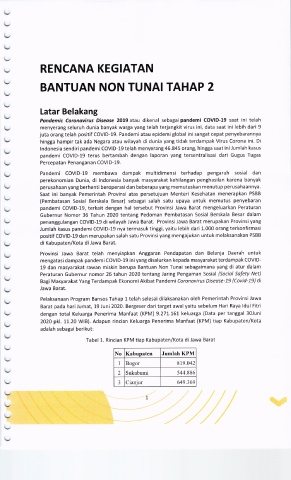 RENCANA KEGIATAN
BANTUAN NON TUNAI TAHAP 2
Latar Belakang
Pandemic Coronavirus Disease 2019 atau dikenal sebagai pandemi COVID-19 saat ini telah
menyerang seluruh dunia banyak warga yang telah terjangkit virus ini, data saat ini lebih dari 9
juta orang telah positif COVID-19. Pandemi atau epidemi global ini sangat cepat penyebarannya
hingga hampir tak ada Negara atau wilayah di dunia yang tidak terdampak Virus Corona ini. Di
Indonesia sendiri pandemi COVID-19 telah menyerang 46.845 orang, hingga saat ini jumlah kasus
pandemi COVID-19 terus bertambah dengan laporan yang tersentralisasi dari Gugus Tugas
Percepatan Penanganan COVID-19.
Pandemi COVID-19 membawa dampak multidimensi terhadap pengaruh sosial dan
perekonomian Dunia, di Indonesia banyak masyarakat kehilangan penghasilan karena banyak
perusahaan yang berhenti beroperasi dan beberapa yang memutuskan menutup perusahaannya.
Saat ini banyak Pemerintah Provinsi atas persetujuan Menteri Kesehatan menerapkan PSBB
(Pembatasan Sosial Berskala Besar) sebagai salah satu upaya untuk memutus penyebaran
pandemi COVID-19, terkait dengan hal tersebut Provinsi Jawa Barat mengeluarkan Peraturan
Gubernur Nomor 36 Tahun 2020 tentang Pedoman Pembatasan Sosial Berskala Besar dalam
penanggulangan COVID-19 di wilayah Jawa Barat. Provinsi Jawa Barat merupakan Provinsi yang
jumlah kasus pandemi COVID-19 nya termasuk tinggi, yaitu lebih dari 1.000 orang terkonfirmasi
positif COVID-19 dan merupakan salah satu Provinsi yang mengajukan untuk melaksanakan PSBB
di Kabupaten/Kota di Jawa Barat.
Provinsi Jawa Barat telah menyiapkan Anggaran Pendapatan dan Belanja Daerah untuk
mengatasi dampak pandemi COVID-19 ini yang disalurkan kepada masyarakat terdampak COVID-
19 dan masyarakat rawan miskin berupa Bantuan Non Tunai sebagaimana yang di atur dalam
Peraturan Gubernur nomor 26 tahun 2020 tentang Jaring Pengaman Sosial (Social Safety Net)
Bagi Masyarakat Yang Terdampak Ekonomi Akibat Pandemi Coronavirus Disease-19 (Covid-19) di
Jawa Barat.
Pelaksanaan Program Bansos Tahap 1 telah selesai dilaksanakan oleh Pemerintah Provinsi Jawa
Barat pada hari Jumat, 19 Juni 2020. Bergeser dari target awal yaitu sebelum Hari Raya Idul Fitri
dengan total Keluarga Penerima Manfaat (KPM) 9.271.161 keluarga (Data per tanggal 30Juni
2020 pkl. 11.20 WIB). Adapun rincian Keluarga Penerima Manfaat (KPM) tiap Kabupaten/Kota
adalah sebagai berikut:
Tabel 1. Rincian KPM tiap Kabupaten/Kota di Jawa Barat
No Kabupaten Jumlah KPM
1 Bogor 819.842
2 Sukabumi 544.886
3 Cianjur 649.369
1